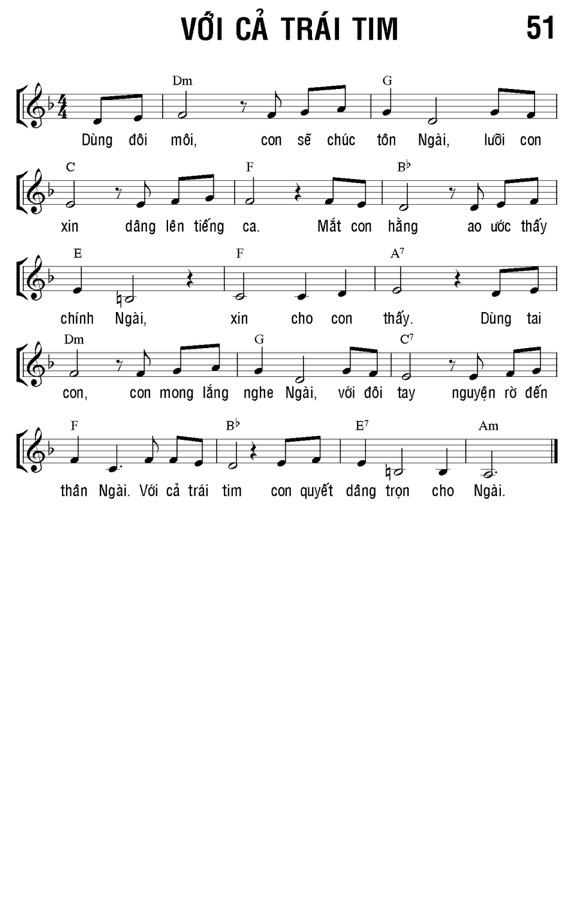 VỚI CẢ TRÁI TIM 51
Dm G
Dùng đôi môi, con sẽ chúc tôn Ngài, lưỡi con
C F B♭
xin dâng lên tiếng ca. Mắt con hằng ao ước thấy
E F A7
chính Ngài, xin cho con thấy. Dùng tai
Dm G C7
con, con mong lắng nghe Ngài, với đôi tay nguyện rờ đến
F B♭ E7 Am
thân Ngài. Với cả trái tim con quyết dâng trọn cho Ngài.